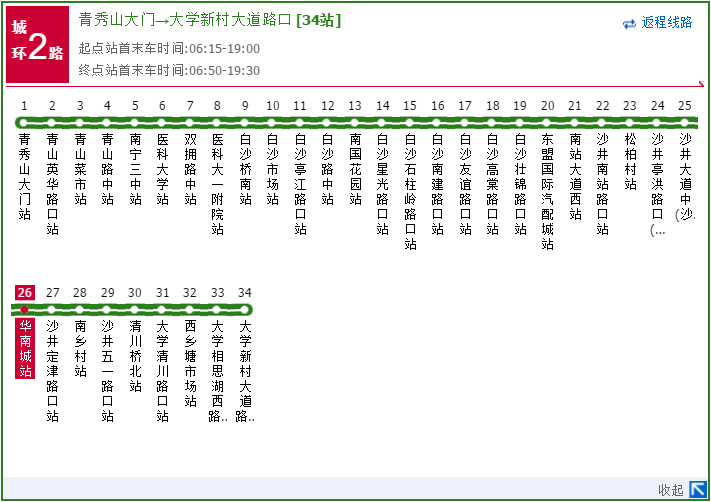 城环2路
青秀山大门→大学新村大道路口 [34站]
返程线路
起点站首末车时间:06:15-19:00
终点站首末车时间:06:50-19:30
1 2 3 4 5 6 7 8 9 10 11 12 13 14 15 16 17 18 19 20 21 22 23 24 25
青秀山大门站
青山英华路口站
青山菜市站
青山路中站
南宁三中站
医科大学站
双拥路中站
医科大一附院站
白沙桥南站
白沙市场站
白沙亭江路口站
白沙路中站
南国花园站
白沙星光路口站
白沙石柱岭路口站
白沙南建路口站
白沙友谊路口站
白沙高棠路口站
白沙壮锦路口站
东盟国际汽配城站
南站大道西站
沙井南站路口站
松柏村站
沙井亭洪路口(...
沙井大道中(沙.
26 27 28 29 30 31 32 33 34
华南城站
沙井定津路口站
南乡村站
沙井五一路口站
清川桥北站
大学清川路口站
西乡塘市场站
大学相思湖西路..
大学新村大道路..
收起